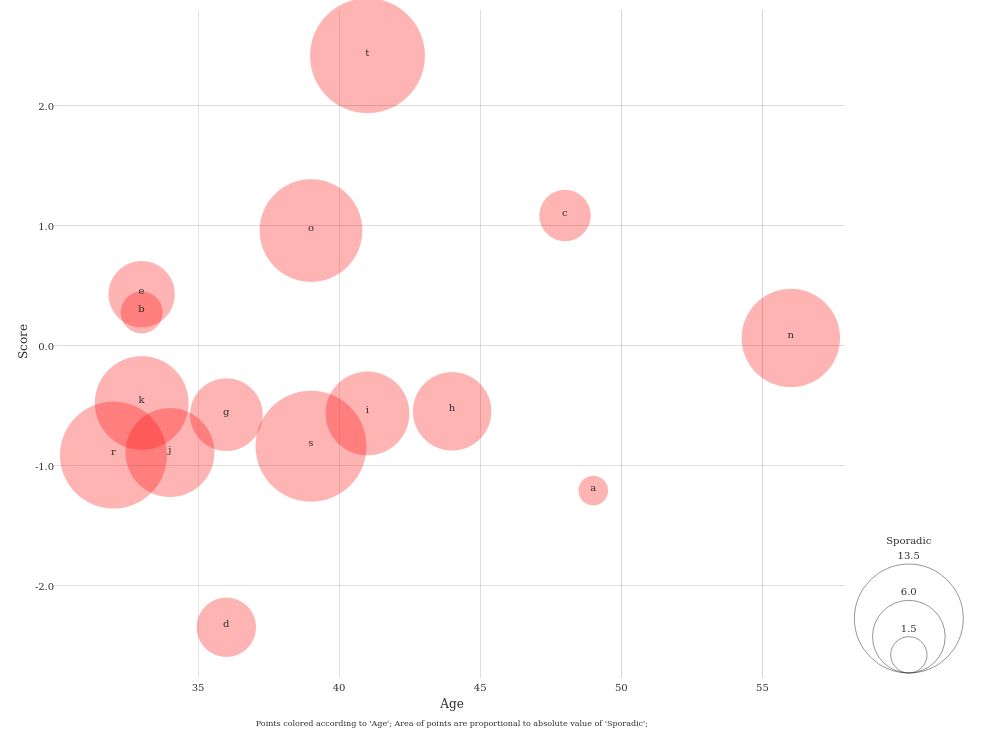 t
2.0
c
1.0
o
e
b
Score
n
0.0
k
i
h
g
s
j
r
-1.0
a
Sporadic
13.5
-2.0
6.0
d
1.5
35
40
45
50
55
Age
Points colored according to 'Age'; Area of points are proportional to absolute value of 'Sporadic';